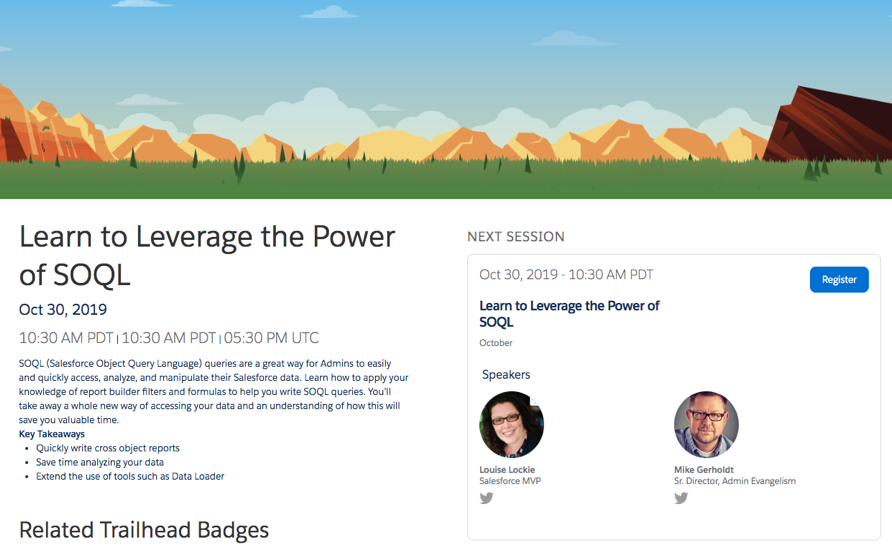 Learn to Leverage the Power
of SOQL
Oct 30, 2019
10:30 AM PDT | 10:30 AM PDT | 05:30 PM UTC
SOQL (Salesforce Object Query Language) queries are a great way for Admins to easily
and quickly access, analyze, and manipulate their Salesforce data. Learn how to apply your
knowledge of report builder filters and formulas to help you write SOQL queries. You'll
take away a whole new way of accessing your data and an understanding of how this will
save you valuable time.
Key Takeaways
• Quickly write cross object reports
• Save time analyzing your data
• Extend the use of tools such as Data Loader
Related Trailhead Badges
NEXT SESSION
Oct 30, 2019 - 10:30 AM PDT
Register
Learn to Leverage the Power of
SOQL
October
Speakers
Louise Lockie
Salesforce MVP
Mike Gerholdt
Sr. Director, Admin Evangelism